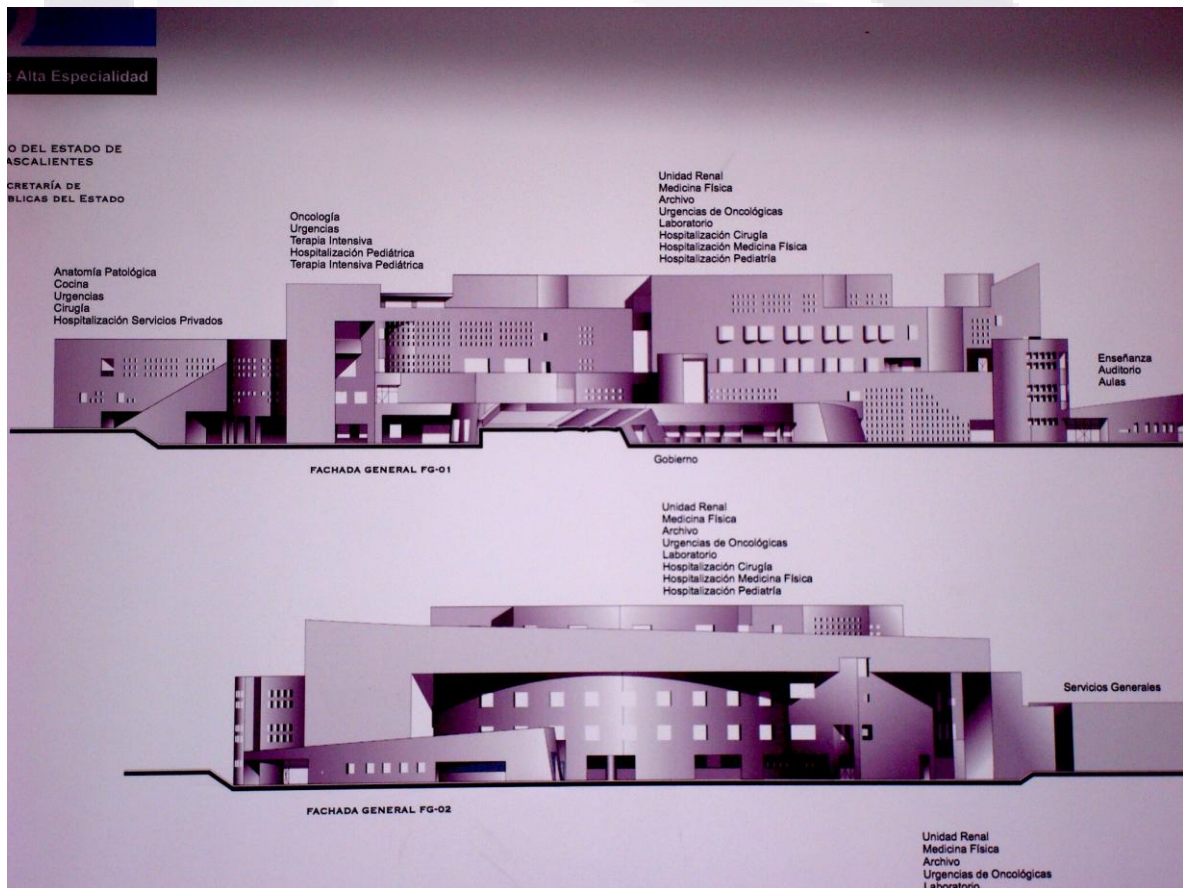 e Alta Especialidad
O DEL ESTADO DE
ASCALIENTES
CRETARÍA DE
BLICAS DEL ESTADO
Anatomía Patológica
Cocina
Urgencias
Cirugía
Hospitalización Servicios Privados
Oncología
Urgencias
Terapia Intensiva
Hospitalización Pediátrica
Terapia Intensiva Pediátrica
Unidad Renal
Medicina Física
Archivo
Urgencias de Oncológicas
Laboratorio
Hospitalización Cirugía
Hospitalización Medicina Física
Hospitalización Pediatría
Enseñanza
Auditorio
Aulas
FACHADA GENERAL FG-01
Gobierno
Unidad Renal
Medicina Física
Archivo
Urgencias de Oncológicas
Laboratorio
Hospitalización Cirugía
Hospitalización Medicina Física
Hospitalización Pediatría
Servicios Generales
FACHADA GENERAL FG-02
Unidad Renal
Medicina Física
Archivo
Urgencias de Oncológicas
Laboratorio